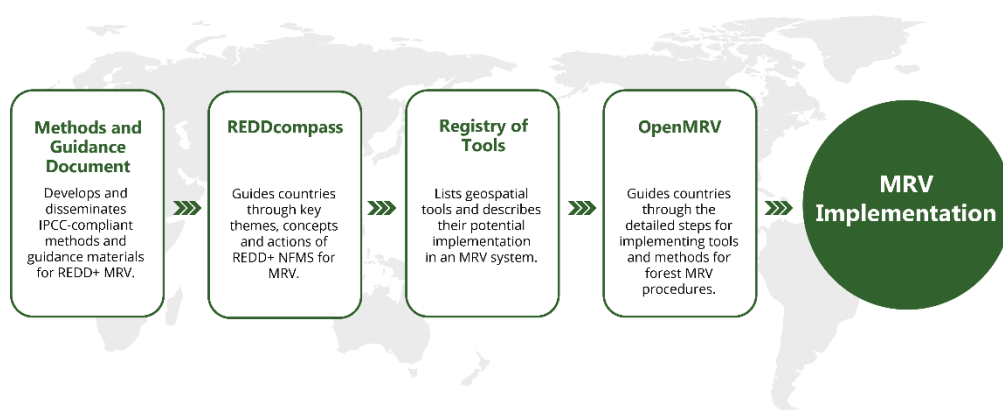 Methods and
Guidance
Document
Develops and
disseminates
IPCC-compliant
methods and
guidance materials
for REDD+ MRV.
REDDcompass
Guides countries
through key
themes, concepts
and actions of
REDD+ NFMS for
MRV.
Registry of
Tools
Lists geospatial
tools and describes
their potential
implementation
in an MRV system.
OpenMRV
Guides countries
through the
detailed steps for
implementing tools
and methods for
forest MRV
procedures.
MRV
Implementation